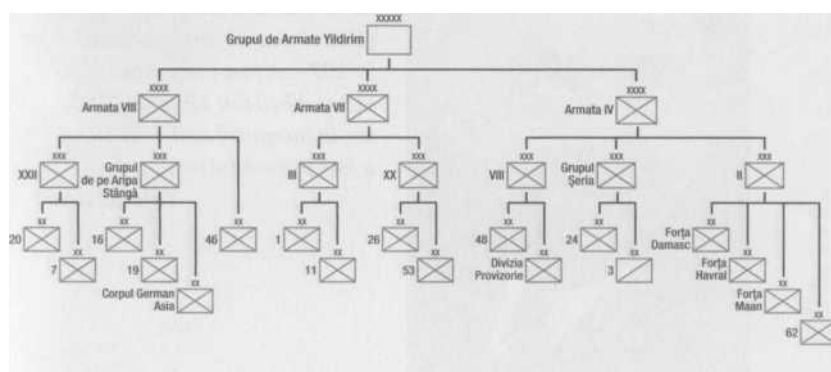 XXXXX
Grupul de Armate Yildirim
XXXX
Armata VIII
XXXX
Armata VII
XXXX
Armata IV
XXX
XXII
XXX
Grupul
de pe Aripa
Stângă
XXX
III
XXX
XX
XXX
VIII
XXX
Grupul
Șeria
XXX
II
XX
20
XX
7
XX
16
XX
19
XX
Corpul German
Asia
XX
46
XX
1
XX
11
XX
26
XX
53
XX
48
XX
Divizia
Provizorie
XX
24
XX
3
XX
Forța
Damasc
XX
Forța
Havral
XX
Forța
Maan
XX
62